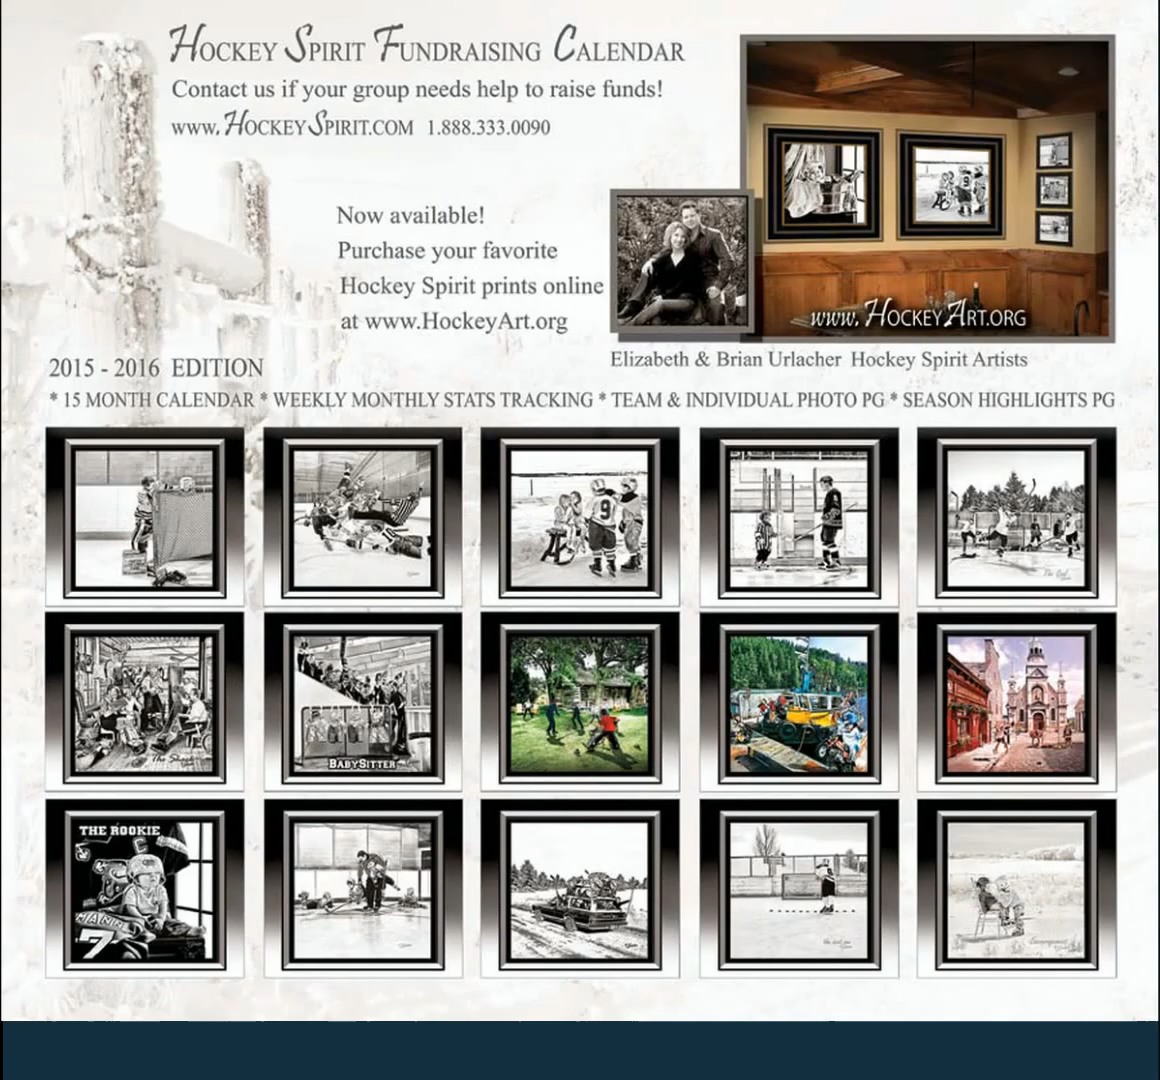 Hockey Spirit Fundraising Calendar
Contact us if your group needs help to raise funds!
www.HockeySpirit.com 1.888.333.0090
Now available!
Purchase your favorite
Hockey Spirit prints online
at www.HockeyArt.org
www.HockeyArt.org
Elizabeth & Brian Urlacher Hockey Spirit Artists
2015 - 2016 EDITION
* 15 MONTH CALENDAR * WEEKLY MONTHLY STATS TRACKING * TEAM & INDIVIDUAL PHOTO PG * SEASON HIGHLIGHTS PG
9
BABYSITTER
THE ROOKIE
7